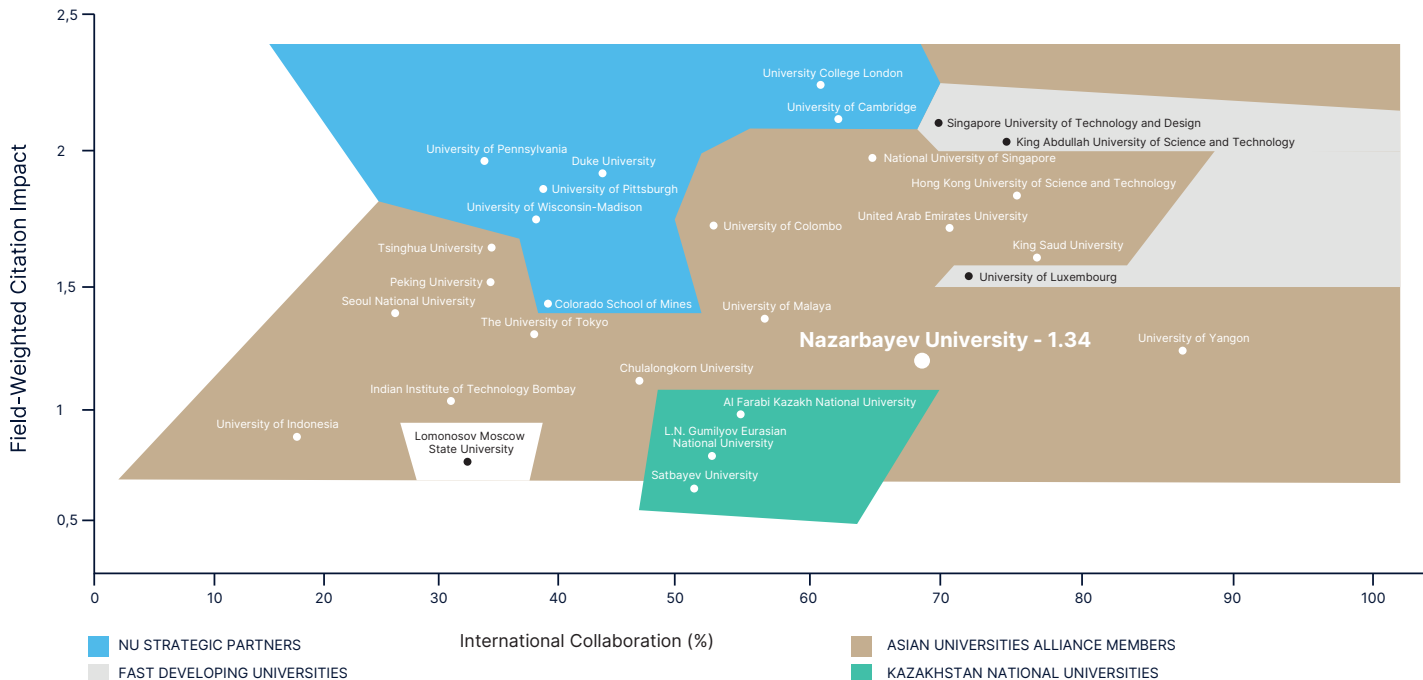 2,5
2
1,5
1
0,5
Field-Weighted Citation Impact
University College London
University of Cambridge
Singapore University of Technology and Design
King Abdullah University of Science and Technology
University of Pennsylvania
Duke University
National University of Singapore
University of Pittsburgh
Hong Kong University of Science and Technology
University of Wisconsin-Madison
United Arab Emirates University
University of Colombo
Tsinghua University
King Saud University
Peking University
University of Luxembourg
Seoul National University
Colorado School of Mines
University of Malaya
The University of Tokyo
Nazarbayev University - 1.34
University of Yangon
Chulalongkorn University
Indian Institute of Technology Bombay
Al Farabi Kazakh National University
University of Indonesia
Lomonosov Moscow
State University
L.N. Gumilyov Eurasian
National University
Satbayev University
0 10 20 30 40 50 60 70 80 90 100
International Collaboration (%)
NU STRATEGIC PARTNERS
FAST DEVELOPING UNIVERSITIES
ASIAN UNIVERSITIES ALLIANCE MEMBERS
KAZAKHSTAN NATIONAL UNIVERSITIES